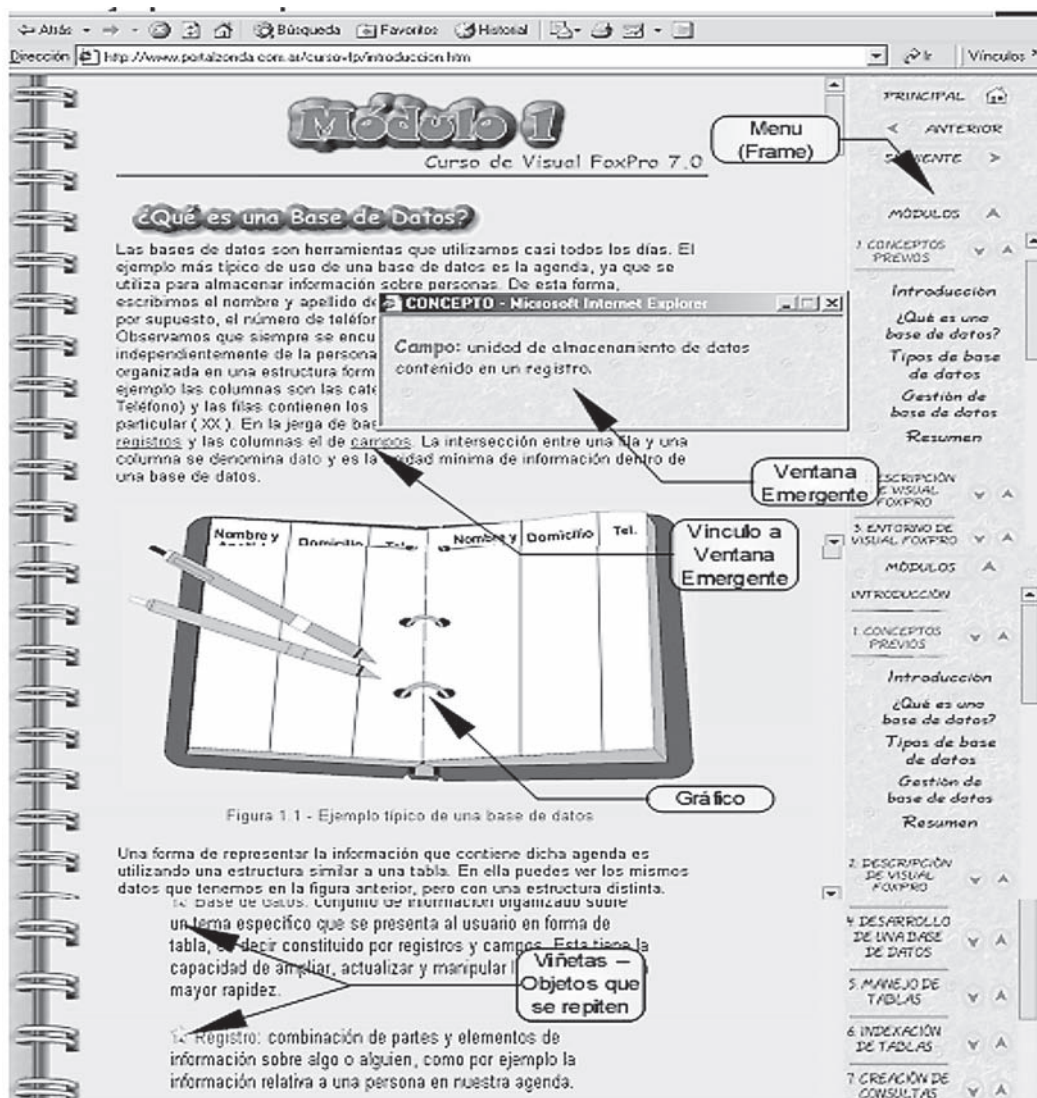 Atrás Búsqueda Favoritos Historial
Dirección http://www.portalzonda.com.ar/curso-vfp/introduccion.htm Ir Vínculos
Módulo 1
Curso de Visual FoxPro 7.0
¿Qué es una Base de Datos?
Las bases de datos son herramientas que utilizamos casi todos los días. El
ejemplo más típico de uso de una base de datos es la agenda, ya que se
utiliza para almacenar información sobre personas. De esta forma,
escribimos el nombre y apellido de
por supuesto, el número de teléfon
Observamos que siempre se encu
independientemente de la persona
organizada en una estructura form
ejemplo las columnas son las cate
Teléfono) y las filas contienen los
particular ( XX ). En la jerga de bas
registros y las columnas el de campos. La intersección entre una fila y una
columna se denomina dato y es la unidad mínima de información dentro de
una base de datos.
CONCEPTO - Microsoft Internet Explorer
Campo: unidad de almacenamiento de datos
contenido en un registro.
Menu
(Frame)
Ventana
Emergente
Vinculo a
Ventana
Emergente
Nombre y Domicilio Nombre y Domicilio Tel.
Gráfico
Figura 1.1 - Ejemplo típico de una base de datos
Una forma de representar la información que contiene dicha agenda es
utilizando una estructura similar a una tabla. En ella puedes ver los mismos
datos que tenemos en la figura anterior, pero con una estructura distinta.
Base de datos: conjunto de información organizado sobre
un tema específico que se presenta al usuario en forma de
tabla, es decir constituido por registros y campos. Esta tiene la
capacidad de ampliar, actualizar y manipular
mayor rapidez.
Viñetas –
Objetos que
se repiten
Registro: combinación de partes y elementos de
información sobre algo o alguien, como por ejemplo la
información relativa a una persona en nuestra agenda.
PRINCIPAL
< ANTERIOR
SIGUIENTE >
MÓDULOS
1. CONCEPTOS
PREVIOS
Introducción
¿Qué es una
base de datos?
Tipos de base
de datos
Gestión de
base de datos
Resumen
DESCRIPCIÓN
DE VISUAL
FOXPRO
3. ENTORNO DE
VISUAL FOXPRO
MÓDULOS
INTRODUCCIÓN
1. CONCEPTOS
PREVIOS
Introducción
¿Qué es una
base de datos?
Tipos de base
de datos
Gestión de
base de datos
Resumen
2. DESCRIPCIÓN
DE VISUAL
FOXPRO
4. DESARROLLO
DE UNA BASE
DE DATOS
5. MANEJO DE
TABLAS
6. INDEXACIÓN
DE TABLAS
7. CREACIÓN DE
CONSULTAS